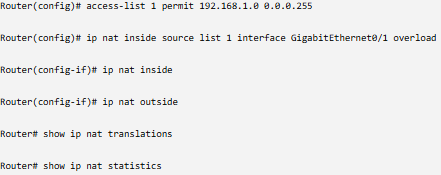 Router(config)# access-list 1 permit 192.168.1.0 0.0.0.255
Router(config)# ip nat inside source list 1 interface GigabitEthernet0/1 overload
Router(config-if)# ip nat inside
Router(config-if)# ip nat outside
Router# show ip nat translations
Router# show ip nat statistics